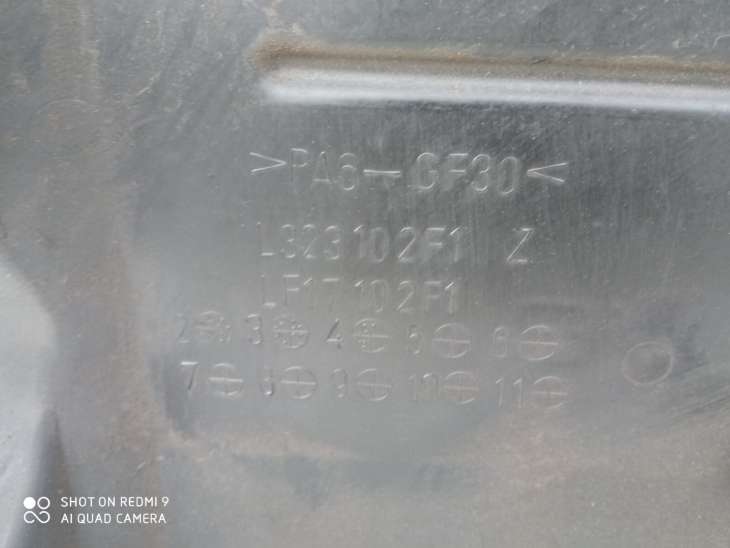 >PA6-GF30<
L323102F1 Z
LF17102F1
2 3 4 5 6
7 8 9 10 11
SHOT ON REDMI 9
AI QUAD CAMERA